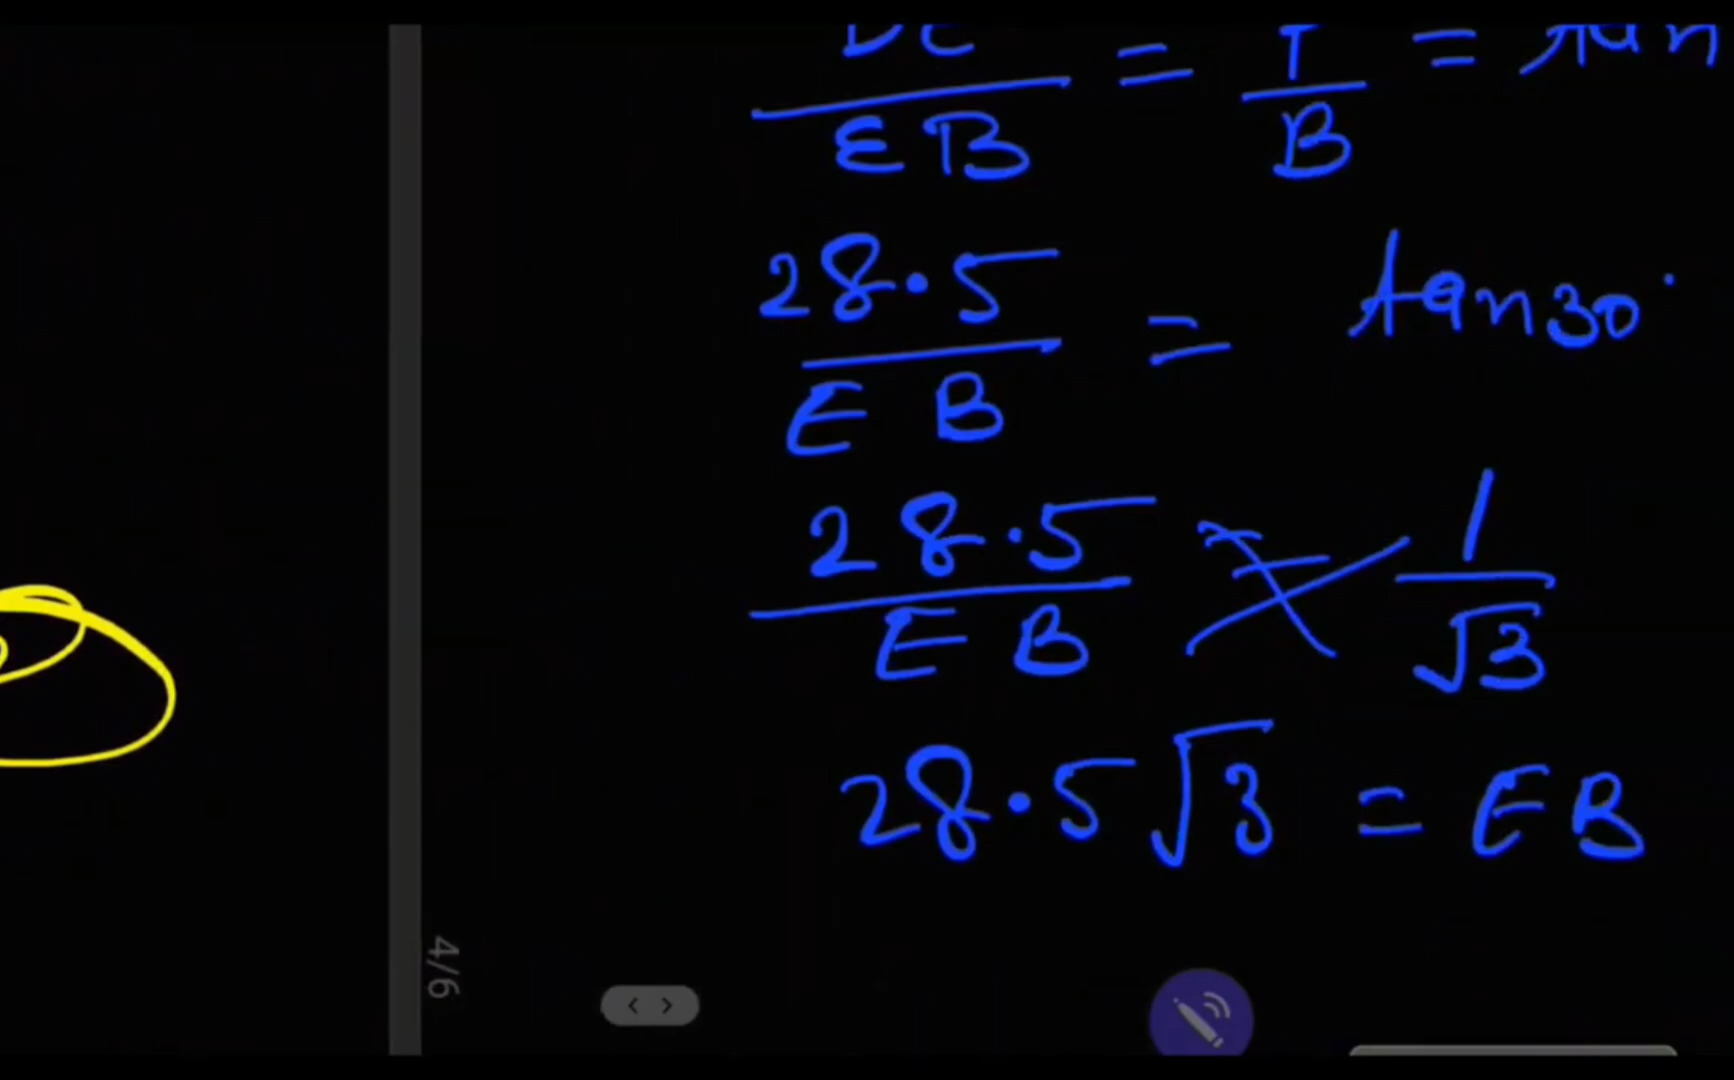 EB = B =
28.5 / EB = tan30°
28.5 / EB = 1 / √3
28.5√3 = EB
4/6